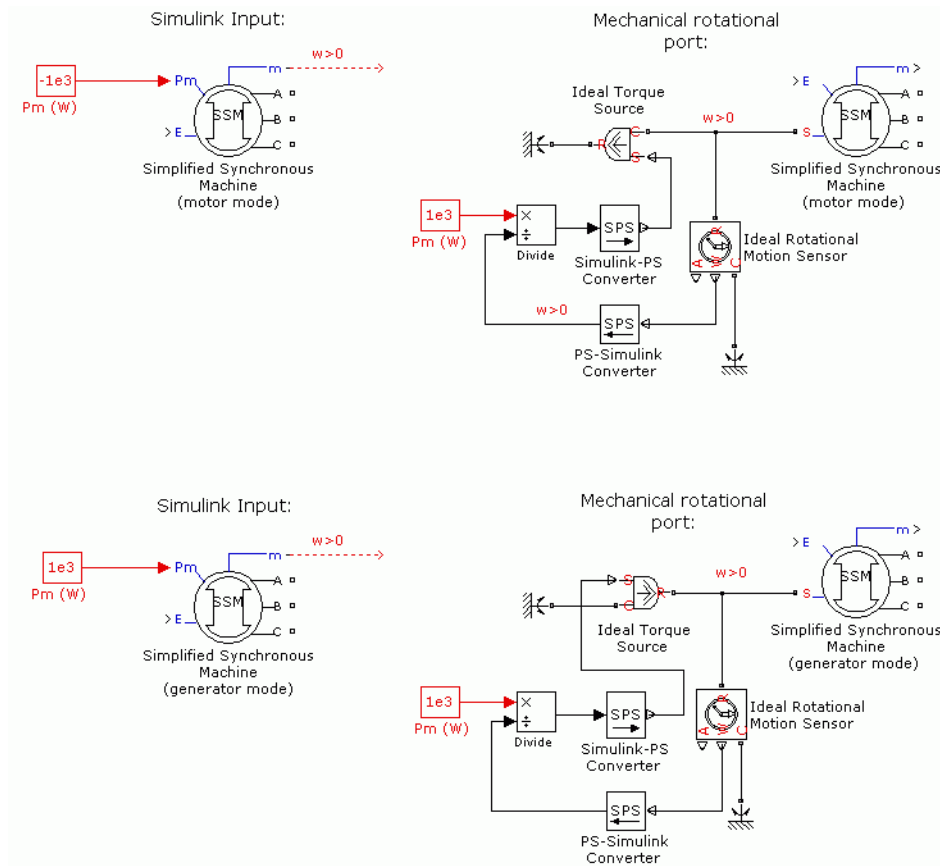 Simulink Input:
-1e3
Pm (W)
Pm
m
w>0
A
B
C
SSM
>E
Simplified Synchronous
Machine
(motor mode)
Mechanical rotational
port:
Ideal Torque
Source
R
C
S
w>0
>E
m>
A
B
C
SSM
S
Simplified Synchronous
Machine
(motor mode)
1e3
Pm (W)
×
÷
Divide
SPS
Simulink-PS
Converter
R
A
W
C
Ideal Rotational
Motion Sensor
w>0
SPS
PS-Simulink
Converter
Simulink Input:
1e3
Pm (W)
Pm
m
w>0
A
B
C
SSM
>E
Simplified Synchronous
Machine
(generator mode)
Mechanical rotational
port:
S
C
R
Ideal Torque
Source
w>0
>E
m>
A
B
C
SSM
S
Simplified Synchronous
Machine
(generator mode)
1e3
Pm (W)
×
÷
Divide
SPS
Simulink-PS
Converter
R
A
W
C
Ideal Rotational
Motion Sensor
SPS
PS-Simulink
Converter